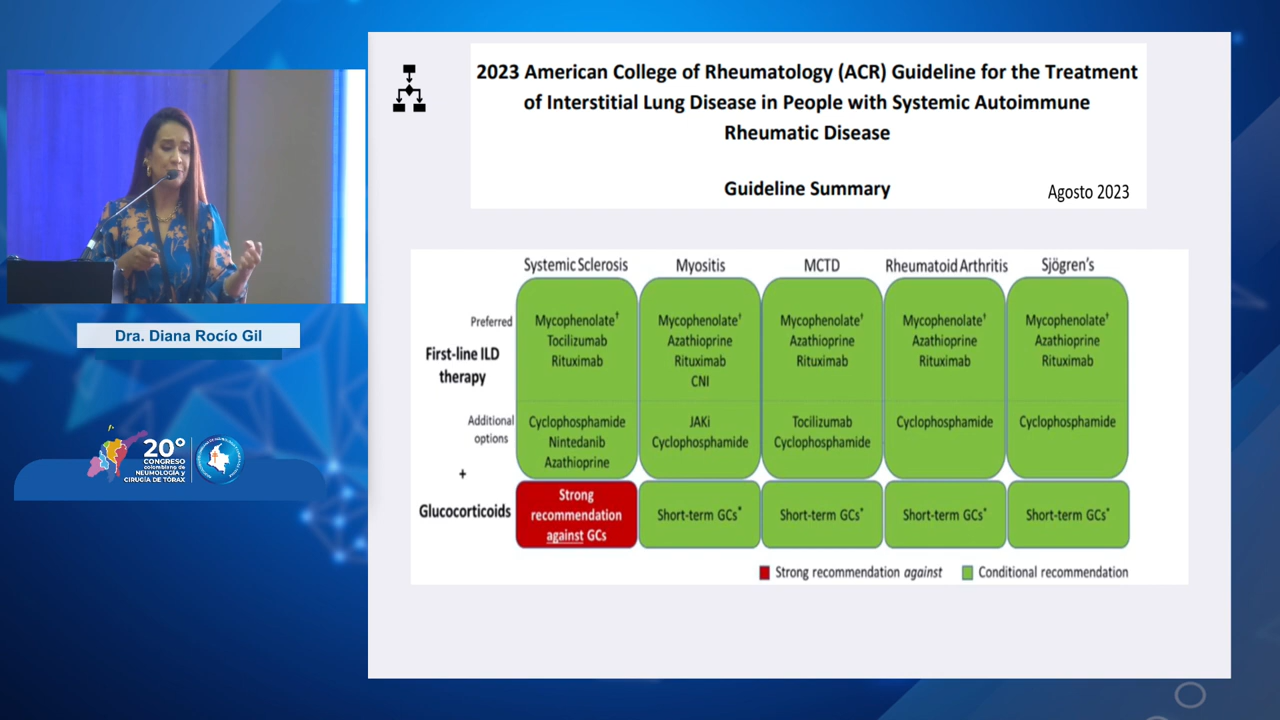 2023 American College of Rheumatology (ACR) Guideline for the Treatment
of Interstitial Lung Disease in People with Systemic Autoimmune
Rheumatic Disease
Guideline Summary
Agosto 2023
Dra. Diana Rocío Gil
20º
CONGRESO
colombiano de
NEUMOLOGÍA y
CIRUGÍA DE TÓRAX
Systemic Sclerosis Myositis MCTD Rheumatoid Arthritis Sjögren's
Preferred
First-line ILD
therapy
Mycophenolate† Mycophenolate† Mycophenolate† Mycophenolate† Mycophenolate†
Tocilizumab Azathioprine Azathioprine Azathioprine Azathioprine
Rituximab Rituximab Rituximab Rituximab Rituximab
CNI
Additional
options
Cyclophosphamide JAKi Tocilizumab Cyclophosphamide Cyclophosphamide
Nintedanib Cyclophosphamide Cyclophosphamide
Azathioprine
+
Glucocorticoids
Strong
recommendation
against GCs
Short-term GCs* Short-term GCs* Short-term GCs* Short-term GCs*
Strong recommendation against Conditional recommendation